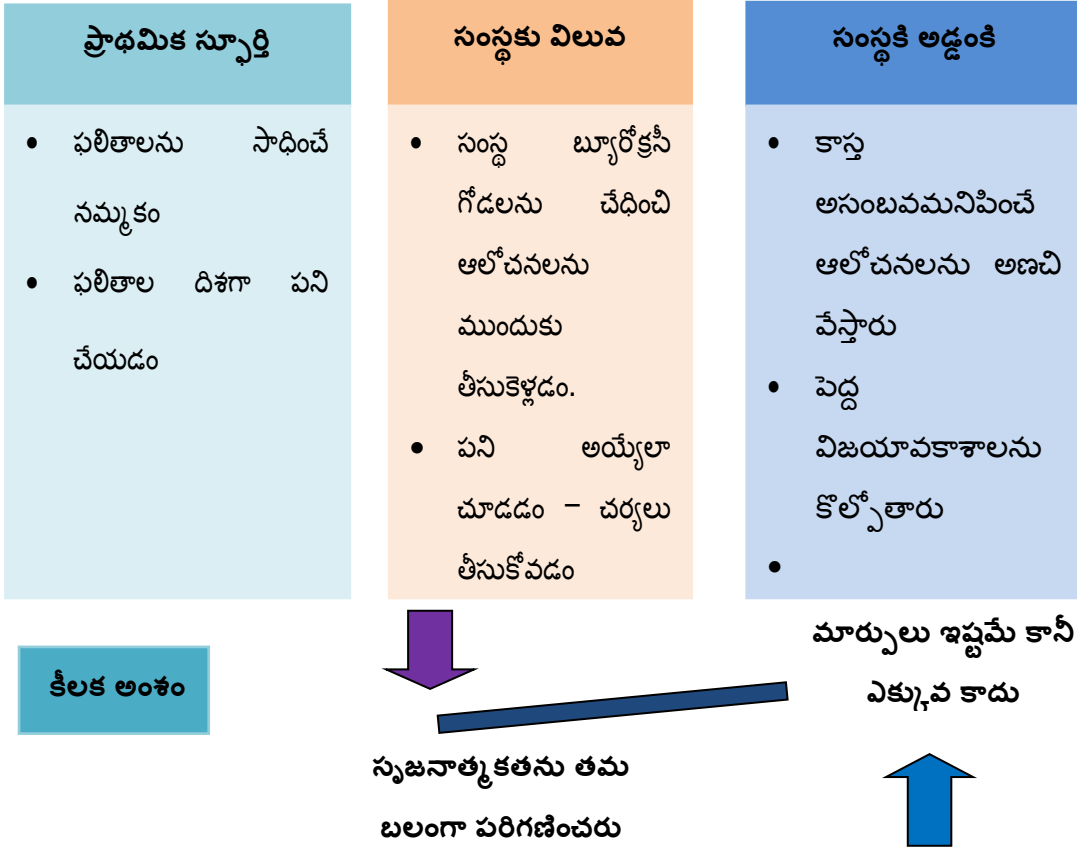 ప్రాథమిక స్ఫూర్తి
• ఫలితాలను సాధించే
నమ్మకం
• ఫలితాల దిశగా పని
చేయడం
సంస్థకు విలువ
• సంస్థ బ్యూరోక్రసీ
గోడలను చేధించి
ఆలోచనలను
ముందుకు
తీసుకెళ్లడం.
• పని అయ్యేలా
చూడడం – చర్యలు
తీసుకోవడం
సంస్థకి అడ్డంకి
• కాస్త
అసంబవమనిపించే
ఆలోచనలను అణచి
వేస్తారు
• పెద్ద
విజయావకాశాలను
కొల్పోతారు
•
కీలక అంశం
మార్పులు ఇష్టమే కానీ
ఎక్కువ కాదు
సృజనాత్మకతను తమ
బలంగా పరిగణించరు